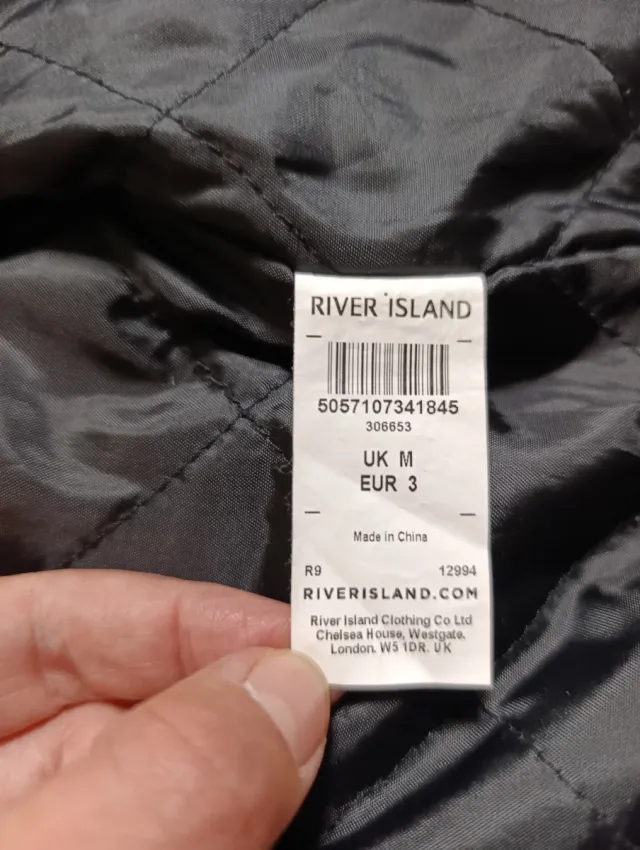 RIVER ISLAND
5057107341845
306653
UK M
EUR 3
Made in China
R9 12994
RIVERISLAND.COM
River Island Clothing Co Ltd
Chelsea House, Westgate,
London. W5 1DR. UK